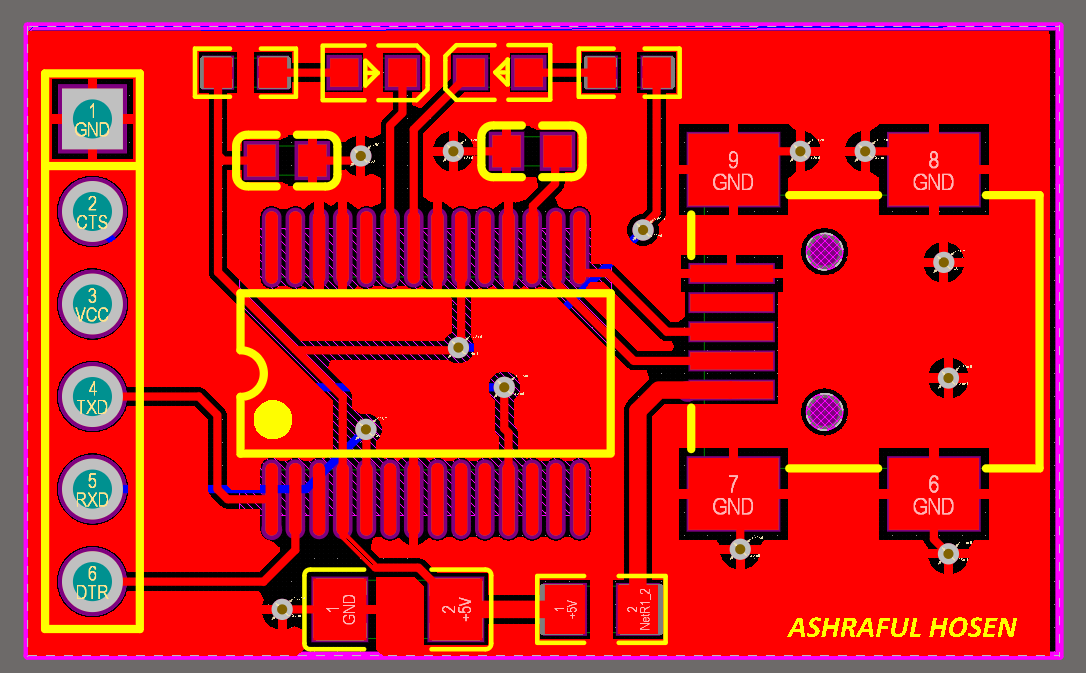 1
GND
2
CTS
3
VCC
4
TXD
5
RXD
6
DTR
9
GND
8
GND
7
GND
6
GND
1
GND
2
+5V
1
+5V
2
NetR1_2
ASHRAFUL HOSEN